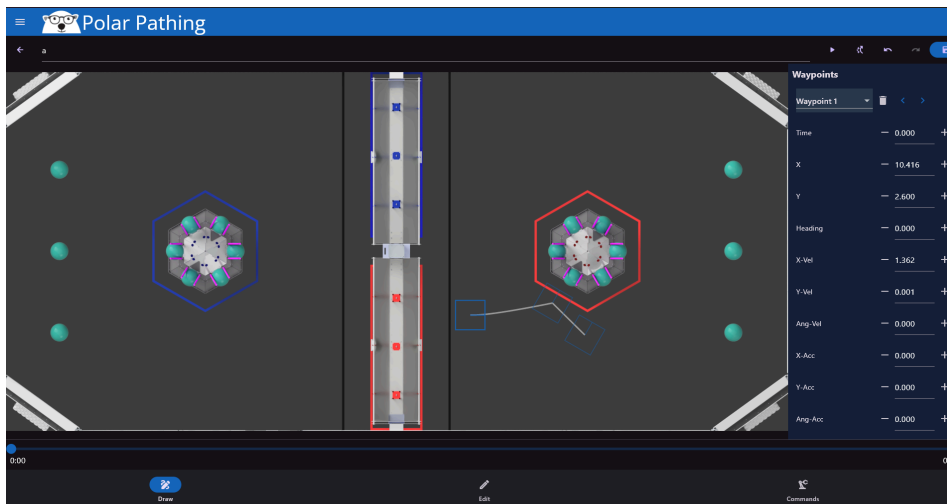 Polar Pathing
a
Waypoints
Waypoint 1
Time − 0.000 +
X − 10.416 +
Y − 2.600 +
Heading − 0.000 +
X-Vel − 1.362 +
Y-Vel − 0.001 +
Ang-Vel − 0.000 +
X-Acc − 0.000 +
Y-Acc − 0.000 +
Ang-Acc − 0.000 +
0:00
Draw
Edit
Commands